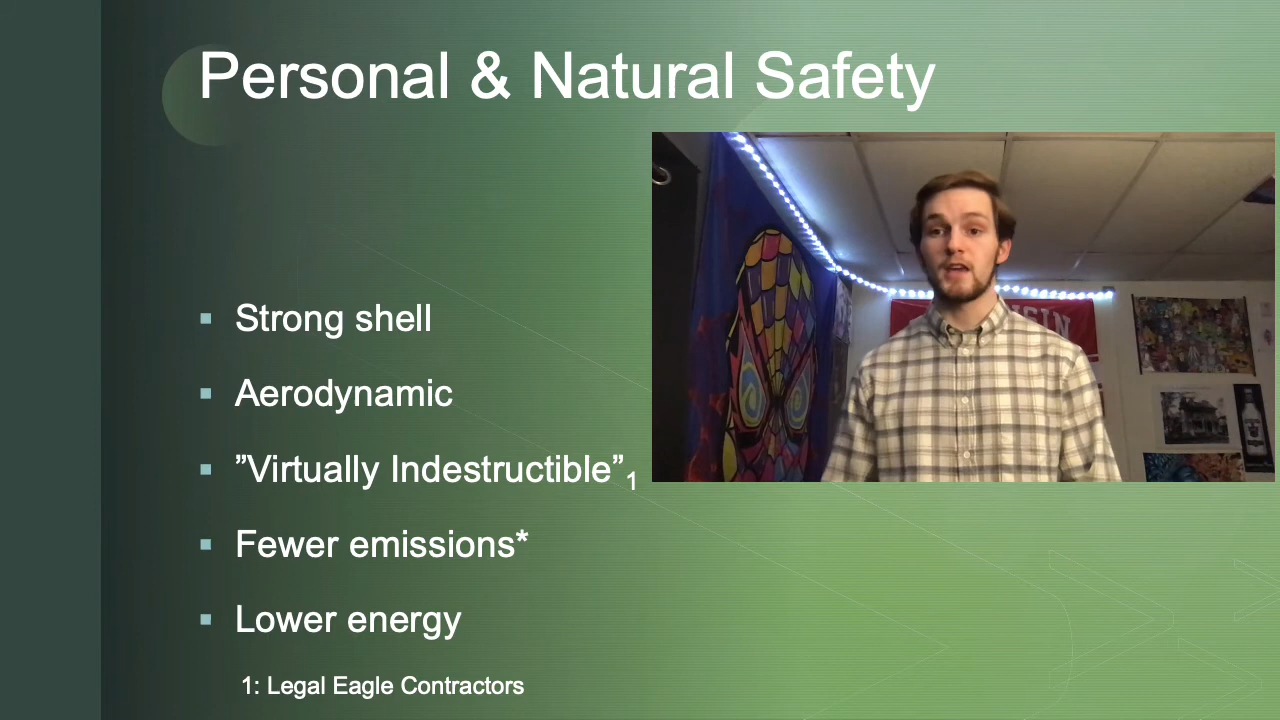 Personal & Natural Safety
Strong shell
Aerodynamic
”Virtually Indestructible”1
Fewer emissions*
Lower energy
1: Legal Eagle Contractors